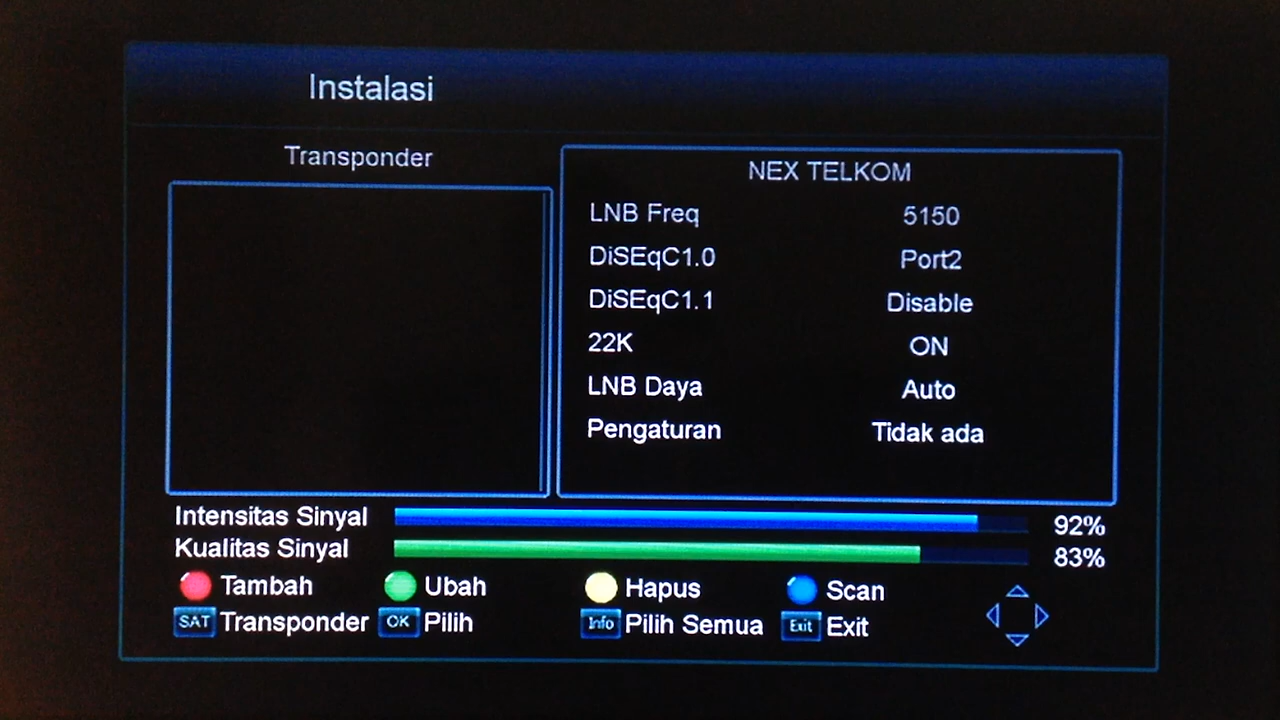 Instalasi
Transponder
NEX TELKOM
LNB Freq 5150
DiSEqC1.0 Port2
DiSEqC1.1 Disable
22K ON
LNB Daya Auto
Pengaturan Tidak ada
Intensitas Sinyal 92%
Kualitas Sinyal 83%
Tambah Ubah Hapus Scan
SAT Transponder OK Pilih Info Pilih Semua Exit Exit